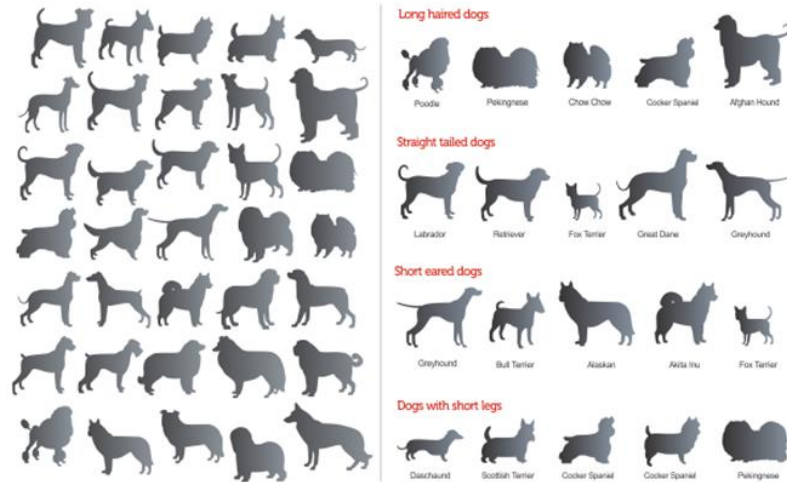 Long haired dogs
Poodle Pekingnese Chow Chow Cocker Spaniel Afghan Hound
Straight tailed dogs
Labrador Retriever Fox Terrier Great Dane Greyhound
Short eared dogs
Greyhound Bull Terrier Alaskan Akita Inu Fox Terrier
Dogs with short legs
Daschaund Scottish Terrier Cocker Spaniel Cocker Spaniel Pekingnese